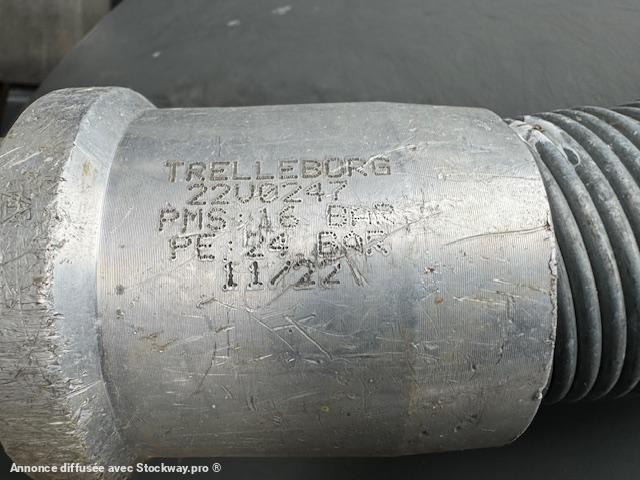 TRELLEBORG
22V0247
PMS:16 BAR
PE:24 BAR
11/22
Annonce diffusée avec Stockway.pro ®